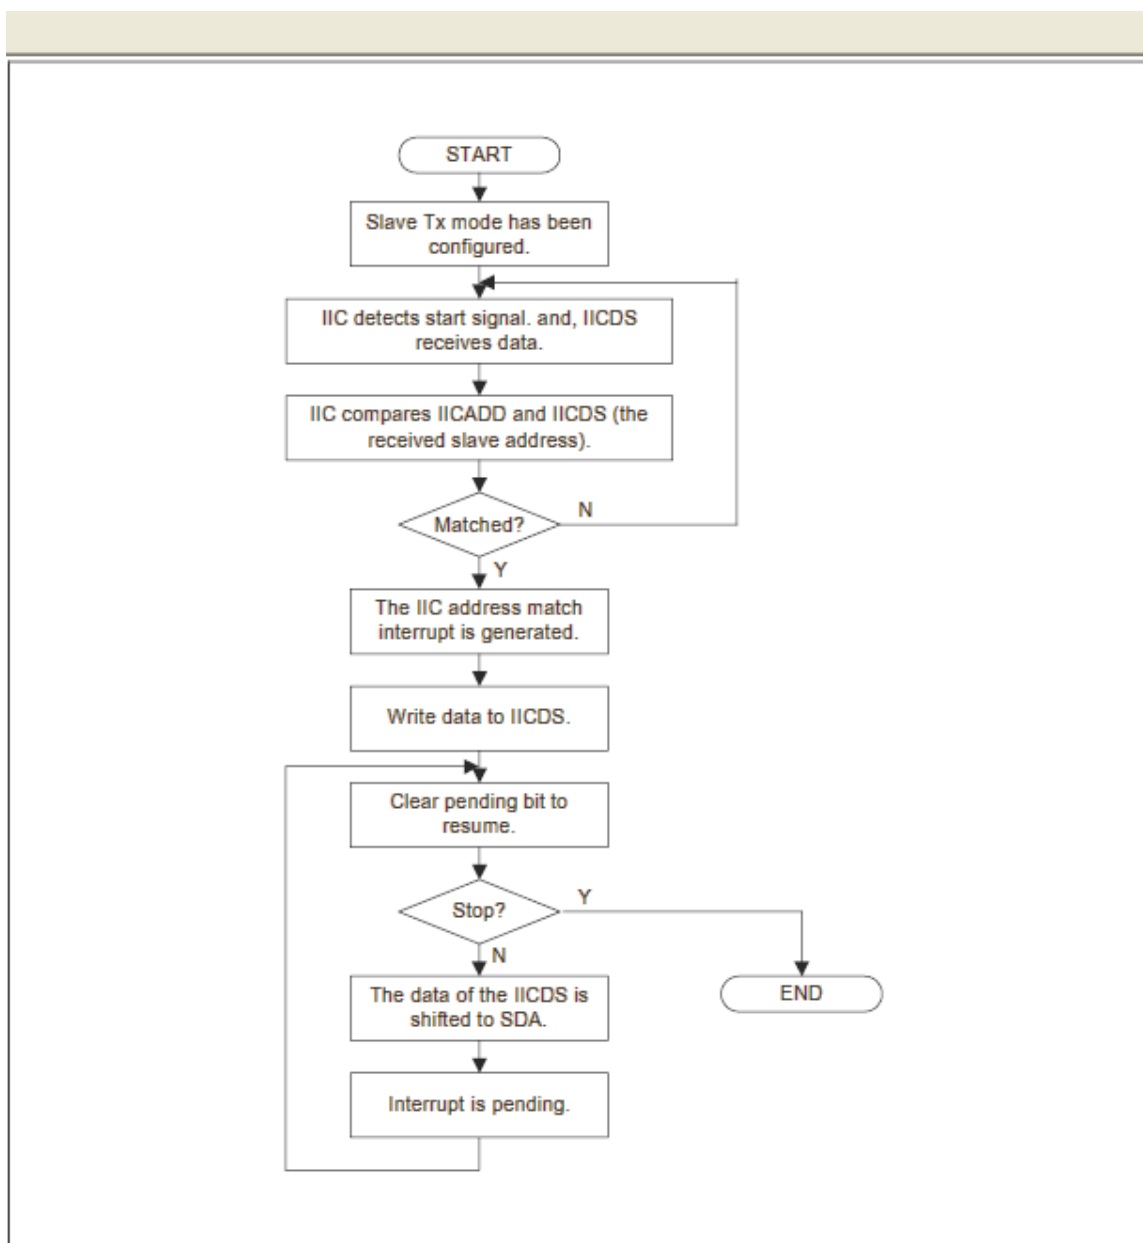 START
Slave Tx mode has been
configured.
IIC detects start signal. and, IICDS
receives data.
IIC compares IICADD and IICDS (the
received slave address).
Matched?
N
Y
The IIC address match
interrupt is generated.
Write data to IICDS.
Clear pending bit to
resume.
Stop?
Y
N
The data of the IICDS is
shifted to SDA.
END
Interrupt is pending.